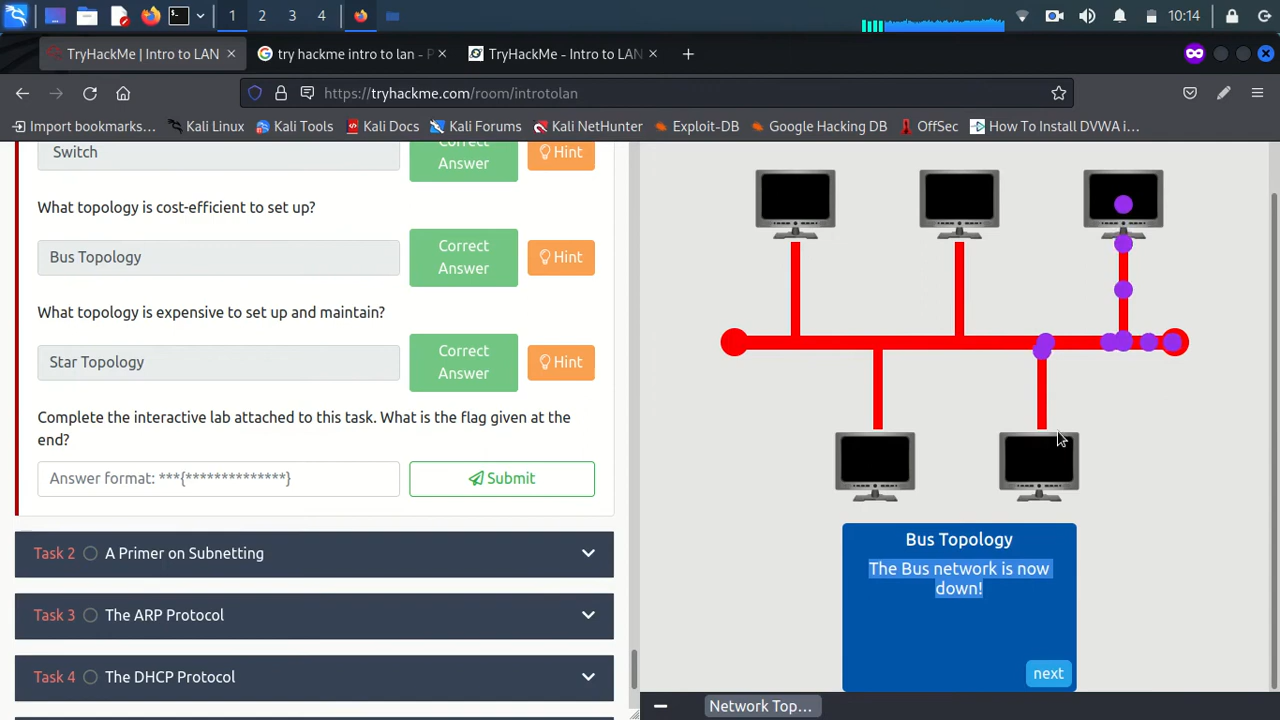 1
2
3
4
10:14
TryHackMe | Intro to LAN
try hackme intro to lan - P
TryHackMe - Intro to LAN
https://tryhackme.com/room/introtolan
Import bookmarks…
Kali Linux
Kali Tools
Kali Docs
Kali Forums
Kali NetHunter
Exploit-DB
Google Hacking DB
OffSec
How To Install DVWA i…
Switch
Correct
Answer
Hint
What topology is cost-efficient to set up?
Bus Topology
Correct
Answer
Hint
What topology is expensive to set up and maintain?
Star Topology
Correct
Answer
Hint
Complete the interactive lab attached to this task. What is the flag given at the
end?
Answer format: ***{**************}
Submit
Task 2 A Primer on Subnetting
Task 3 The ARP Protocol
Task 4 The DHCP Protocol
Bus Topology
The Bus network is now
down!
next
Network Top...